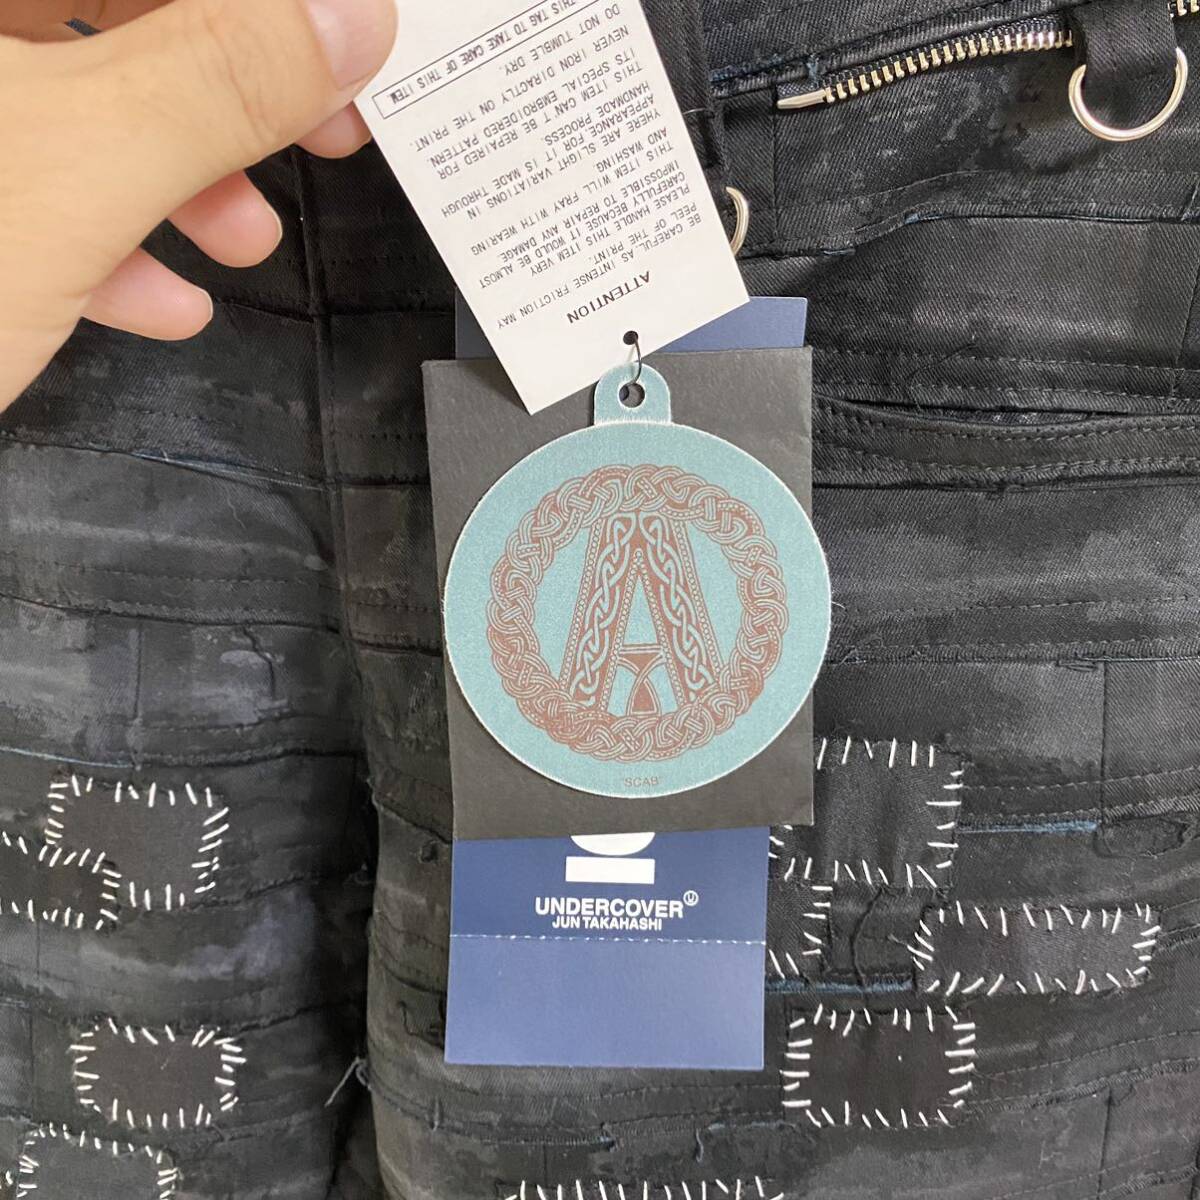 ATTENTION
BE CAREFUL, AS INTENSE FRICTION MAY
PEEL OF THE PRINT.
PLEASE HANDLE THIS ITEM VERY
CAREFULLY BECAUSE IT WOULD BE ALMOST
IMPOSSIBLE TO REPAIR ANY DAMAGE.
THIS ITEM WILL FRAY WITH WEARING
AND WASHING.
YHERE ARE SLIGHT VARIATIONS IN
APPEARANCE FOR IT IS MADE THROUGH
HANDMADE PROCESS.
THIS ITEM CAN'T BE REPAIRED FOR
ITS SPECIAL EMBROIDERED PATTERN.
NEVER IRON DIRACTLY ON THE PRINT.
DO NOT TUMBLE DRY.
THIS TAG TO TAKE CARE OF THIS ITEM.
A
"SCAB"
UNDERCOVER
JUN TAKAHASHI